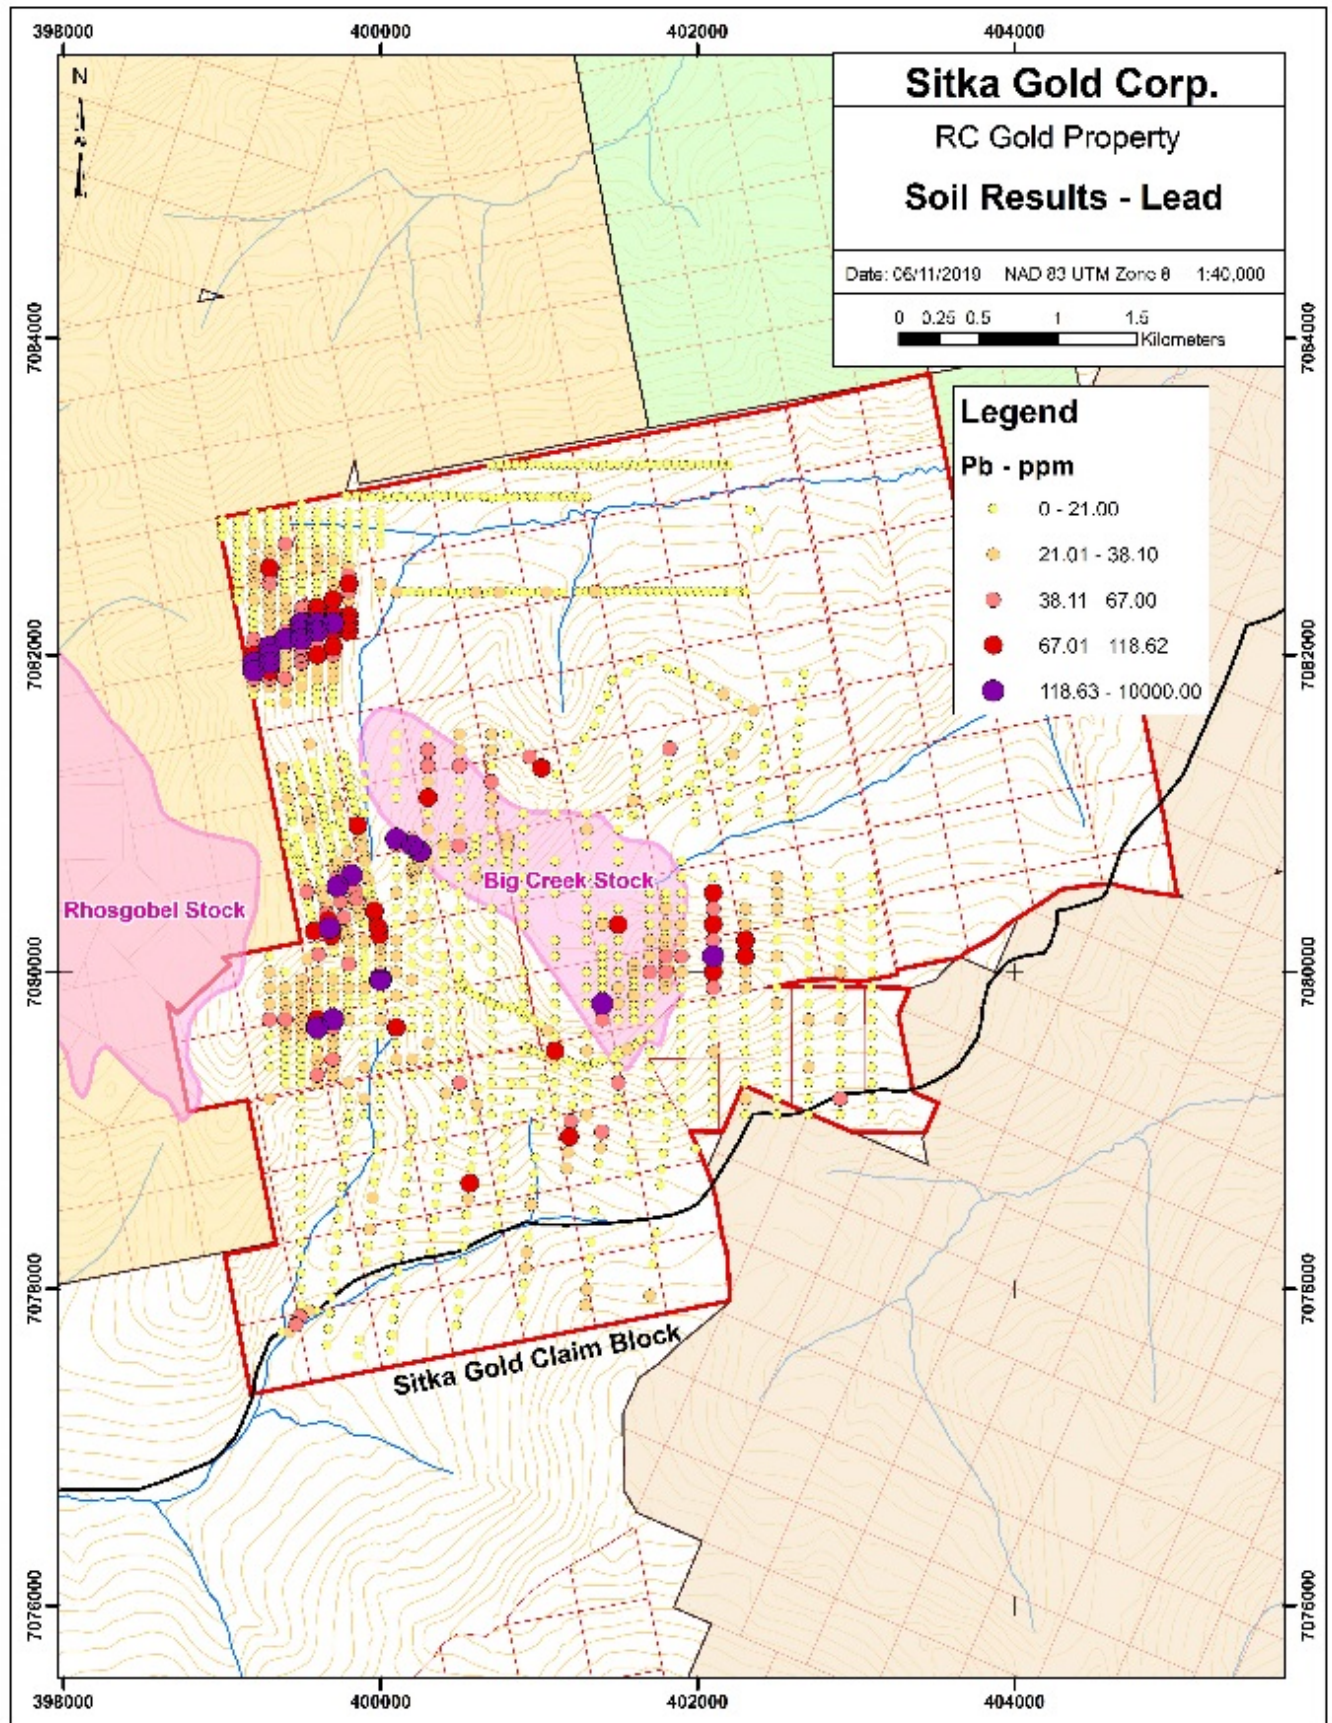 398000 400000 402000 404000
N
Sitka Gold Corp.
RC Gold Property
Soil Results - Lead
Date: 06/11/2019 NAD 83 UTM Zone 8 1:40,000
0 0.25 0.5 1 1.5
Kilometers
7084000 7084000
Legend
Pb - ppm
0 - 21.00
21.01 - 38.10
38.11 67.00
67.01 118.62
118.63 - 10000.00
7082000 7082000
Big Creek Stock
Rhosgobel Stock
7080000 7080000
7078000 7078000
Sitka Gold Claim Block
7076000 7076000
398000 400000 402000 404000